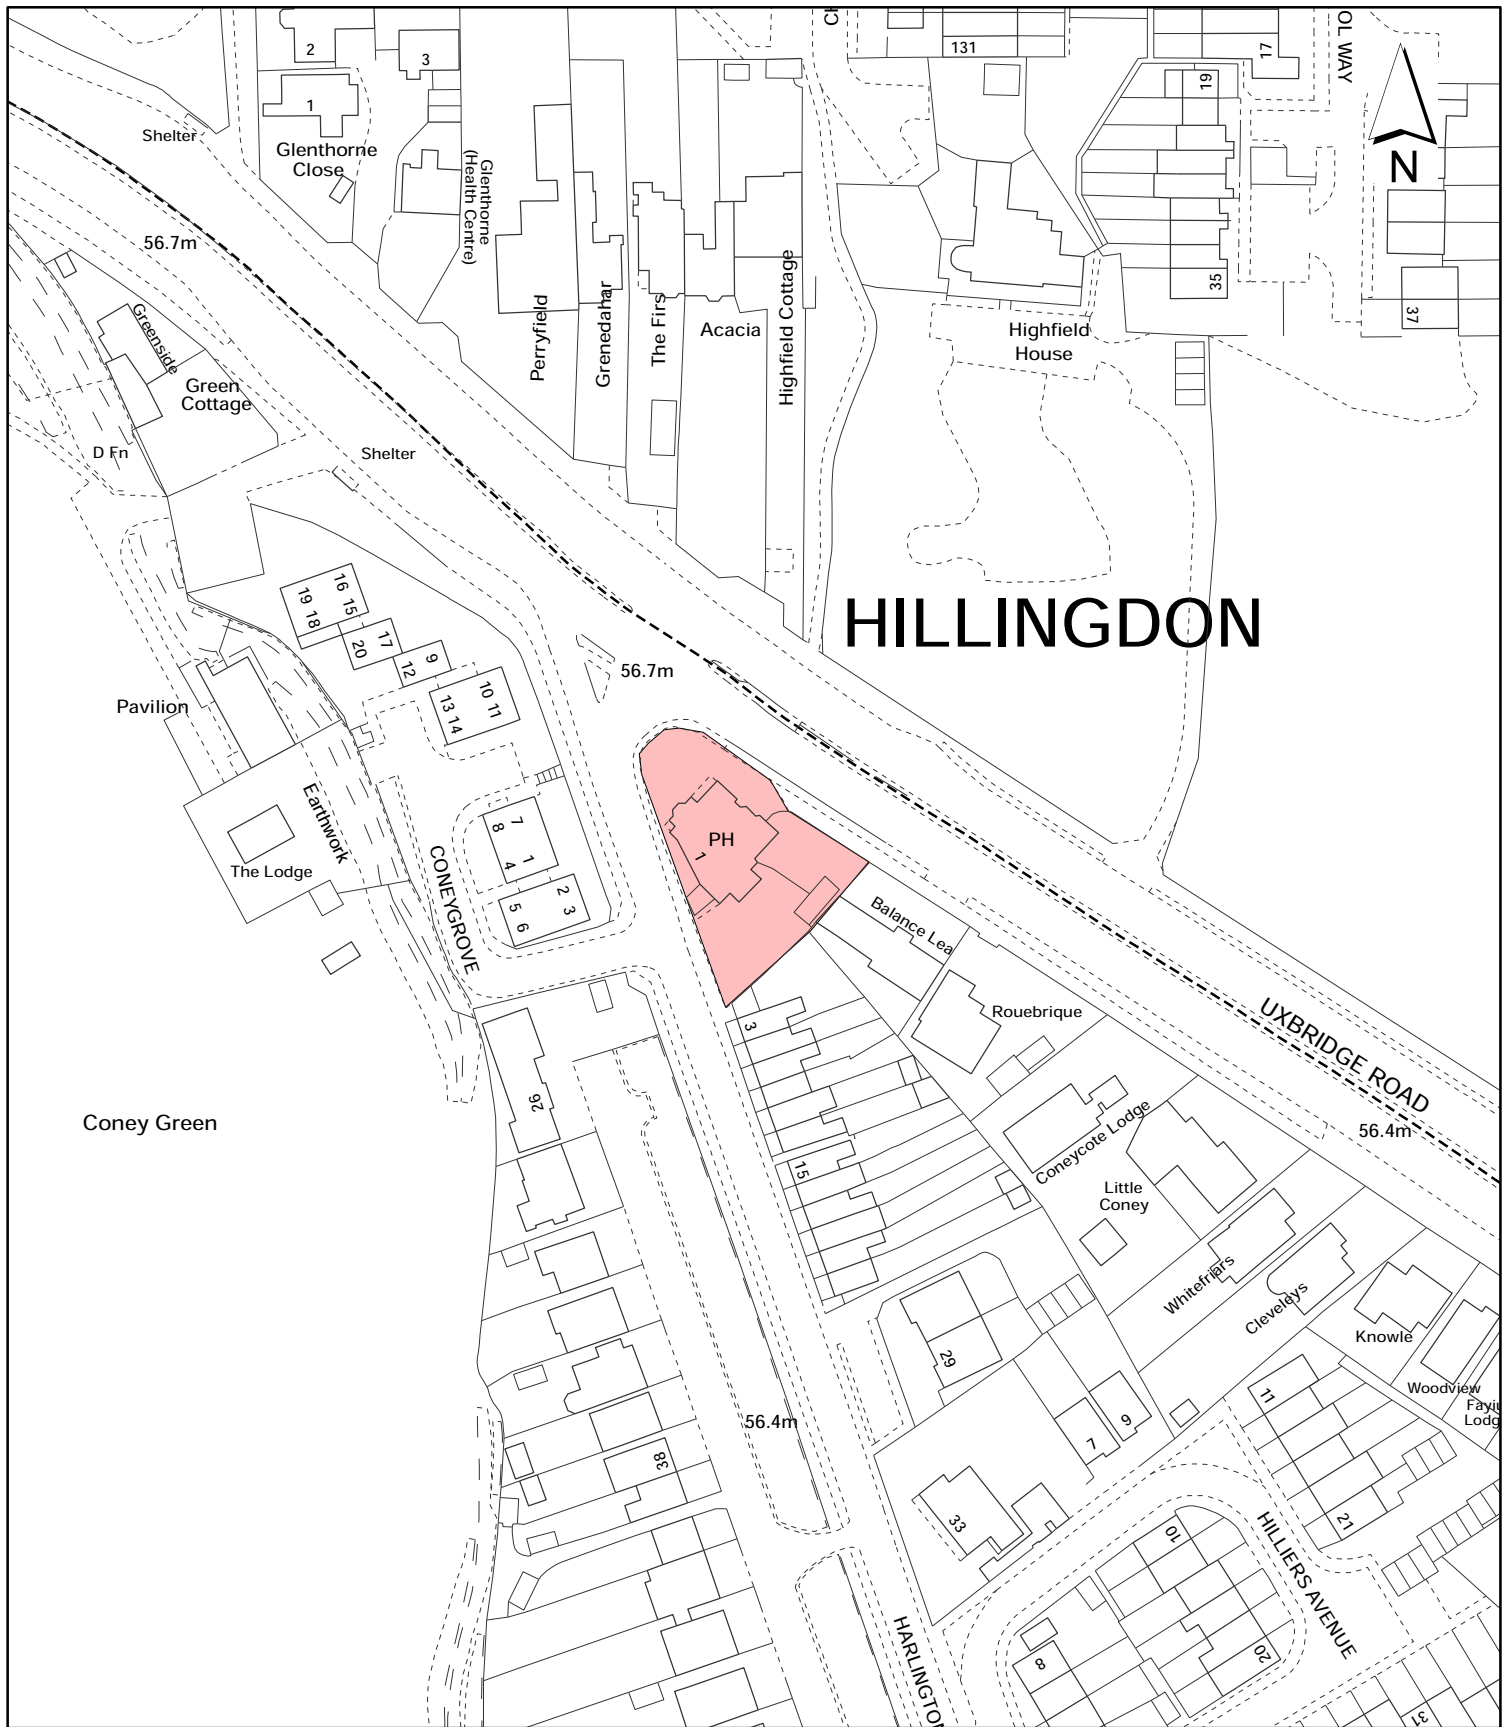 2
3
1
131
17
OL WAY
19
N
Shelter
Glenthorne
Close
Glenthorne
(Health Centre)
56.7m
35
37
Greenside
Green
Cottage
Perryfield
Grenedahar
The Firs
Acacia
Highfield Cottage
Highfield
House
D Fn
Shelter
HILLINGDON
16
15
19
18
17
20
9
12
10
11
13
14
56.7m
Pavilion
Earthwork
The Lodge
CONEYGROVE
7
8
1
4
2
3
5
6
PH
1
Balance Lea
Rouebrique
UXBRIDGE ROAD
56.4m
3
26
Coney Green
15
Coneycote Lodge
Little
Coney
Whitefriars
Cleveleys
Knowle
Woodview
Lodg
29
7
9
11
56.4m
38
33
21
10
HILLIERS AVENUE
HARLINGTON
8
20
31